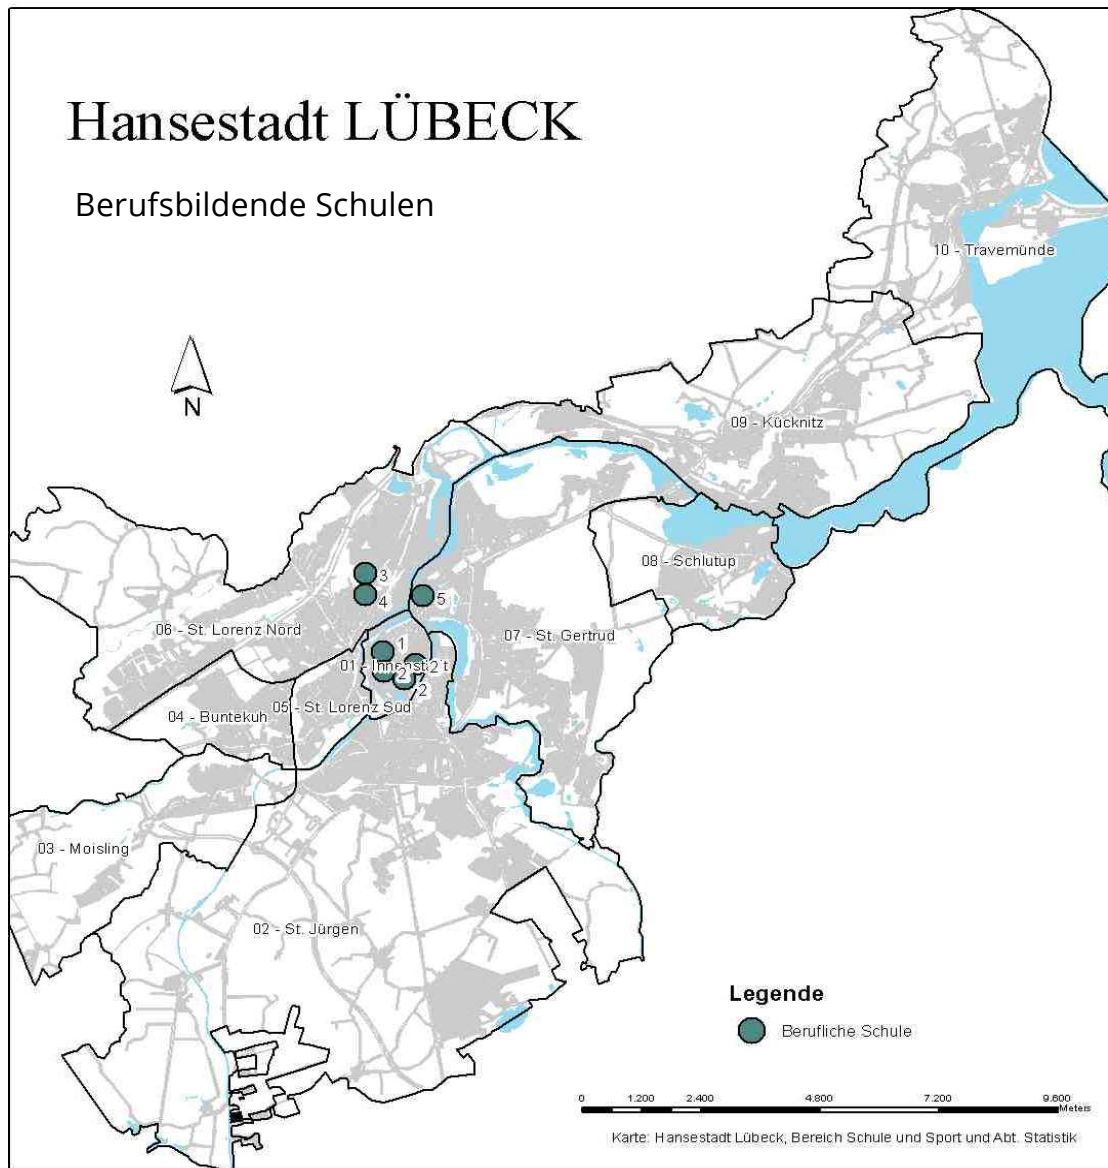 Hansestadt LÜBECK
Berufsbildende Schulen
10 - Travemünde
N
09 - Kücknitz
08 - Schlutup
3
4
5
06 - St. Lorenz Nord
07 - St. Gertrud
1
01 - Innenstadt
2
2
2
05 - St. Lorenz Süd
04 - Buntekuh
03 - Moisling
02 - St. Jürgen
Legende
Berufliche Schule
0 1.200 2.400 4.800 7.200 9.600
Meters
Karte: Hansestadt Lübeck, Bereich Schule und Sport und Abt. Statistik